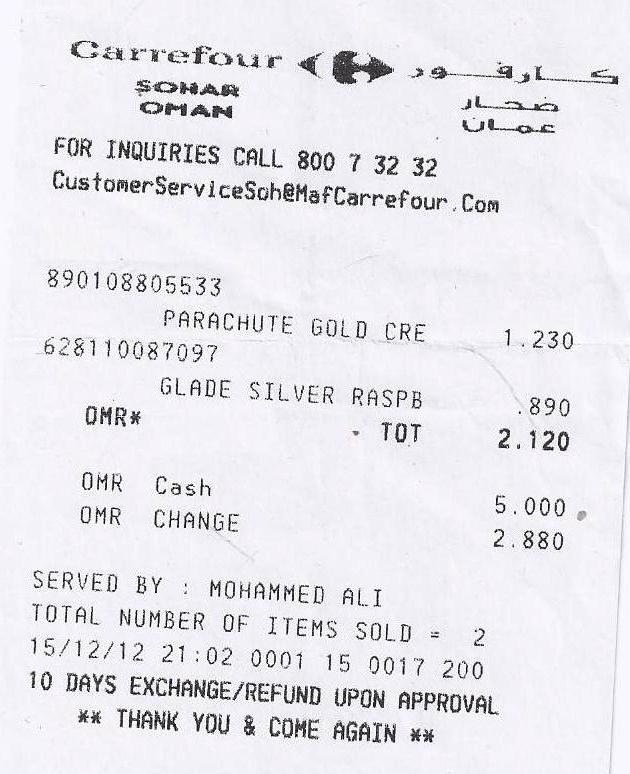 Carrefour كارفور
SOHAR صحار
OMAN عمان
FOR INQUIRIES CALL 800 7 32 32
CustomerServiceSoh@MafCarrefour.Com
890108805533
PARACHUTE GOLD CRE 1.230
628110087097
GLADE SILVER RASPB .890
OMR* TOT 2.120
OMR Cash 5.000
OMR CHANGE 2.880
SERVED BY : MOHAMMED ALI
TOTAL NUMBER OF ITEMS SOLD = 2
15/12/12 21:02 0001 15 0017 200
10 DAYS EXCHANGE/REFUND UPON APPROVAL
** THANK YOU & COME AGAIN **